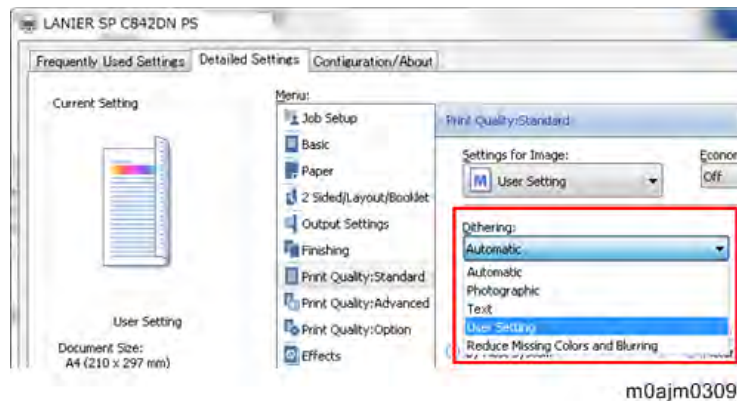 LANIER SP C842DN PS
Frequently Used Settings
Detailed Settings
Configuration/About
Current Setting
Menu:
Job Setup
Basic
Paper
2 Sided/Layout/Booklet
Output Settings
Finishing
Print Quality:Standard
Print Quality:Advanced
Print Quality:Option
Effects
User Setting
Document Size:
A4 (210 x 297 mm)
Print Quality:Standard
Settings for Image:
M User Setting
Off
Dithering:
Automatic
Automatic
Photographic
Text
User Setting
Reduce Missing Colors and Blurring
m0ajm0309